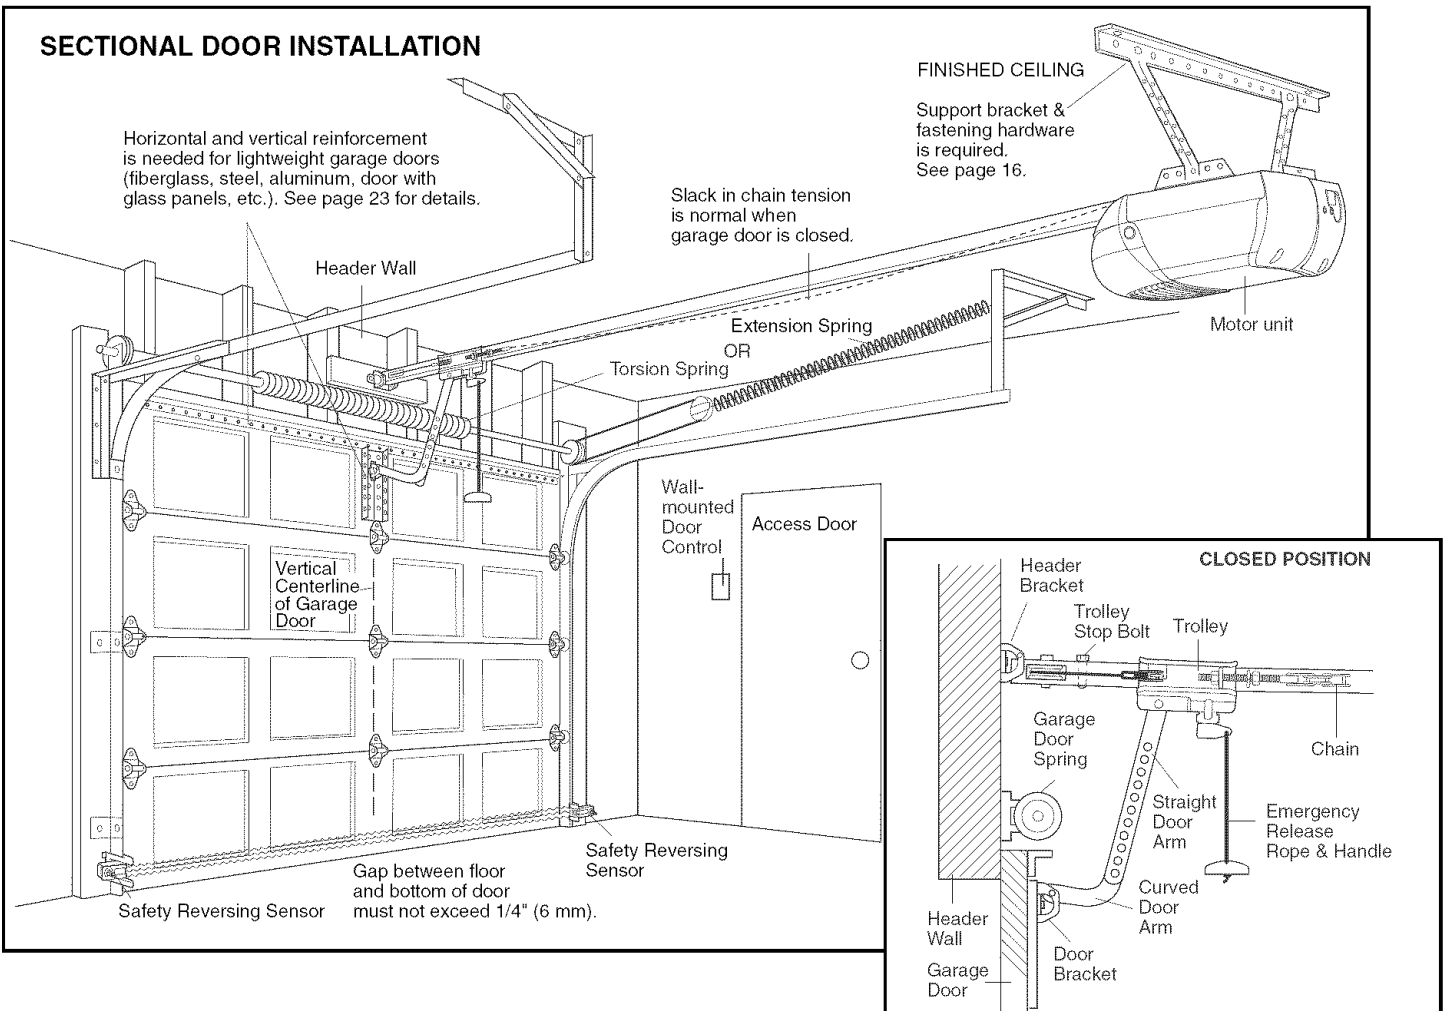 SECTIONAL DOOR INSTALLATION
FINISHED CEILING
Support bracket &
fastening hardware
is required.
See page 16.
Horizontal and vertical reinforcement
is needed for lightweight garage doors
(fiberglass, steel, aluminum, door with
glass panels, etc.). See page 23 for details.
Slack in chain tension
is normal when
garage door is closed.
Header Wall
Motor unit
Extension Spring
OR
Torsion Spring
Wall-
mounted
Door
Control
Access Door
Vertical
Centerline
of Garage
Door
Safety Reversing
Sensor
Gap between floor
and bottom of door
must not exceed 1/4" (6 mm).
Safety Reversing Sensor
CLOSED POSITION
Header
Bracket
Trolley
Stop Bolt
Trolley
Garage
Door
Spring
Chain
Straight
Door
Arm
Emergency
Release
Rope & Handle
Curved
Door
Arm
Header
Wall
Door
Bracket
Garage
Door